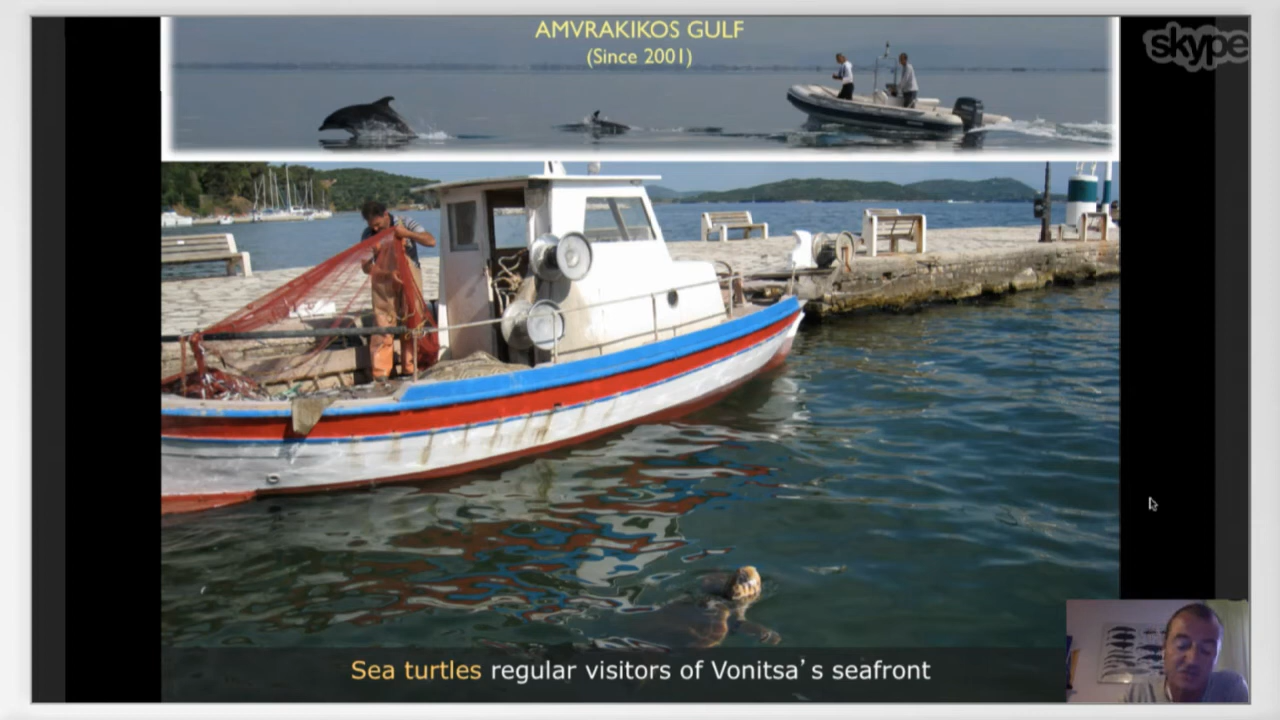 AMVRAKIKOS GULF
(Since 2001)
skype
Sea turtles regular visitors of Vonitsa's seafront